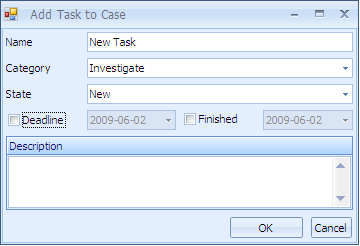 Add Task to Case
Name New Task
Category Investigate
State New
Deadline 2009-06-02 Finished 2009-06-02
Description
OK Cancel